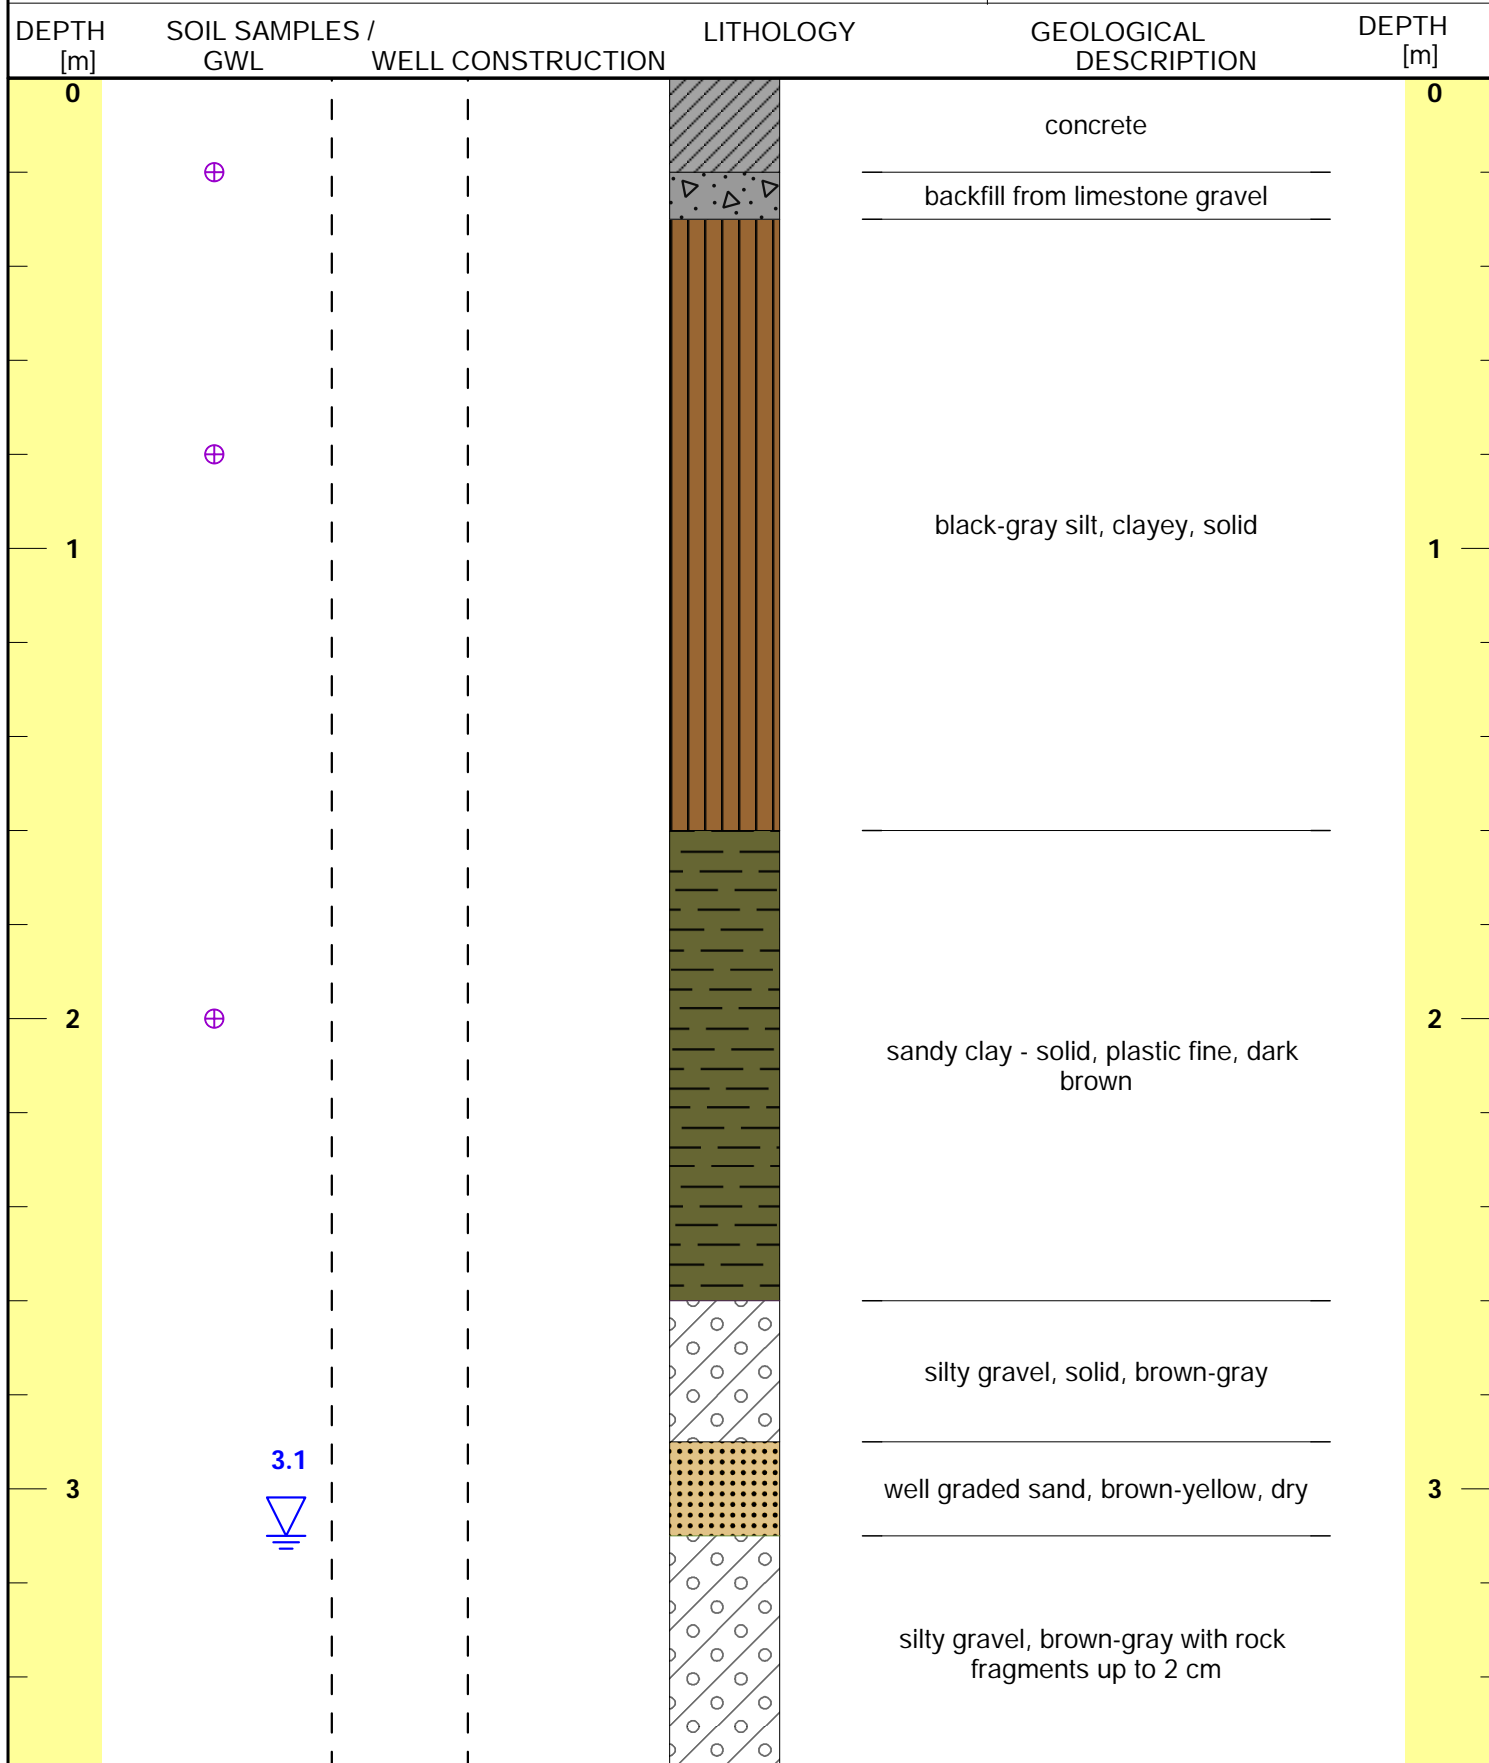 DEPTH
[m]
SOIL SAMPLES /
GWL
WELL CONSTRUCTION
LITHOLOGY
GEOLOGICAL
DESCRIPTION
DEPTH
[m]
0
0
concrete
backfill from limestone gravel
black-gray silt, clayey, solid
1
1
2
2
sandy clay - solid, plastic fine, dark
brown
silty gravel, solid, brown-gray
3.1
3
well graded sand, brown-yellow, dry
3
silty gravel, brown-gray with rock
fragments up to 2 cm